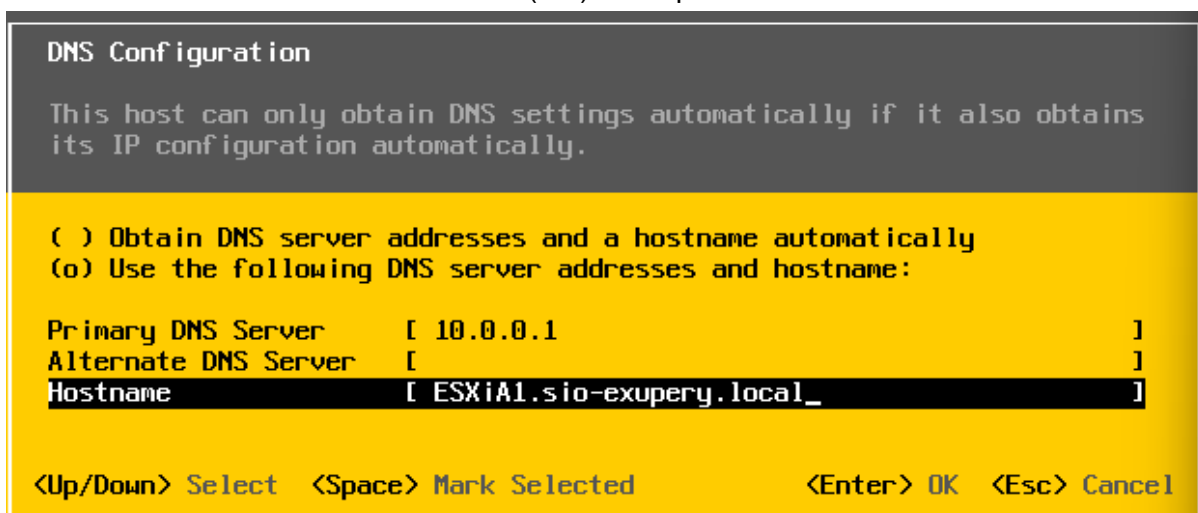 DNS Configuration
This host can only obtain DNS settings automatically if it also obtains
its IP configuration automatically.
( ) Obtain DNS server addresses and a hostname automatically
(o) Use the following DNS server addresses and hostname:
Primary DNS Server [ 10.0.0.1 ]
Alternate DNS Server [ ]
Hostname [ ESXiA1.sio-exupery.local_ ]
<Up/Down> Select <Space> Mark Selected <Enter> OK <Esc> Cancel